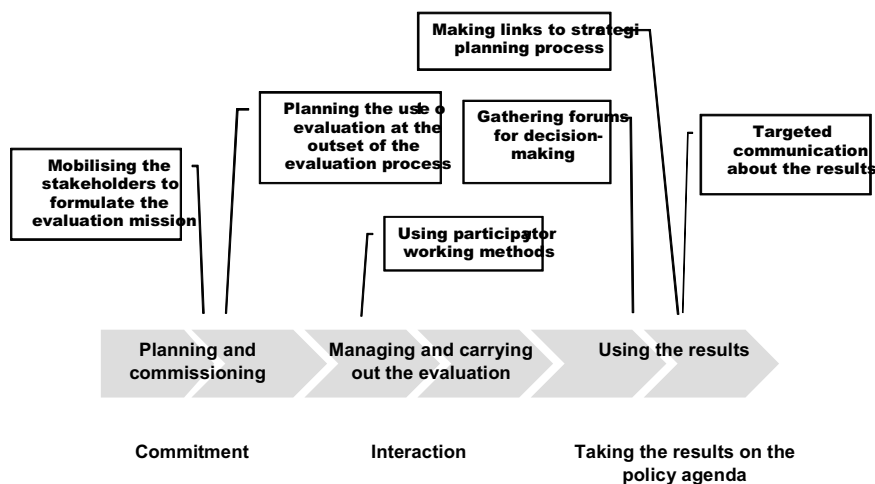 Making links to strategi
planning process
Planning the use o
evaluation at the
outset of the
evaluation process
Gathering forums
for decision-
making
Targeted
communication
about the results
Mobilising the
stakeholders to
formulate the
evaluation mission
Using participator
working methods
Planning and
commissioning
Managing and carrying
out the evaluation
Using the results
Commitment
Interaction
Taking the results on the
policy agenda